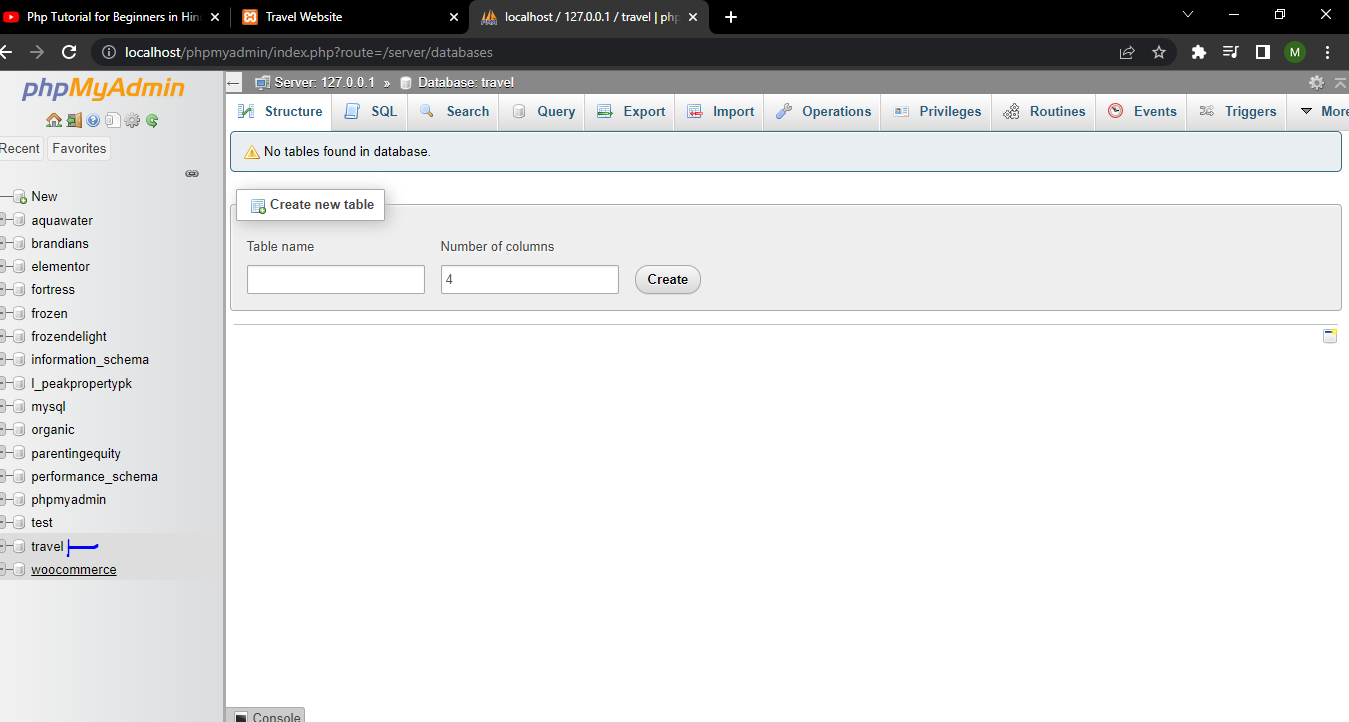 Php Tutorial for Beginners in Hin
Travel Website
localhost / 127.0.0.1 / travel | php
localhost/phpmyadmin/index.php?route=/server/databases
M
phpMyAdmin
Recent
Favorites
New
aquawater
brandians
elementor
fortress
frozen
frozendelight
information_schema
l_peakpropertypk
mysql
organic
parentingequity
performance_schema
phpmyadmin
test
travel
woocommerce
Server: 127.0.0.1 » Database: travel
Structure
SQL
Search
Query
Export
Import
Operations
Privileges
Routines
Events
Triggers
More
No tables found in database.
Create new table
Table name
Number of columns
4
Create
Console